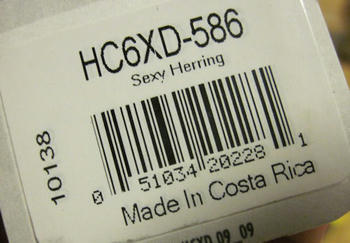 HC6XD-586
Sexy Herring
10138
0 51034 20228 1
Made In Costa Rica